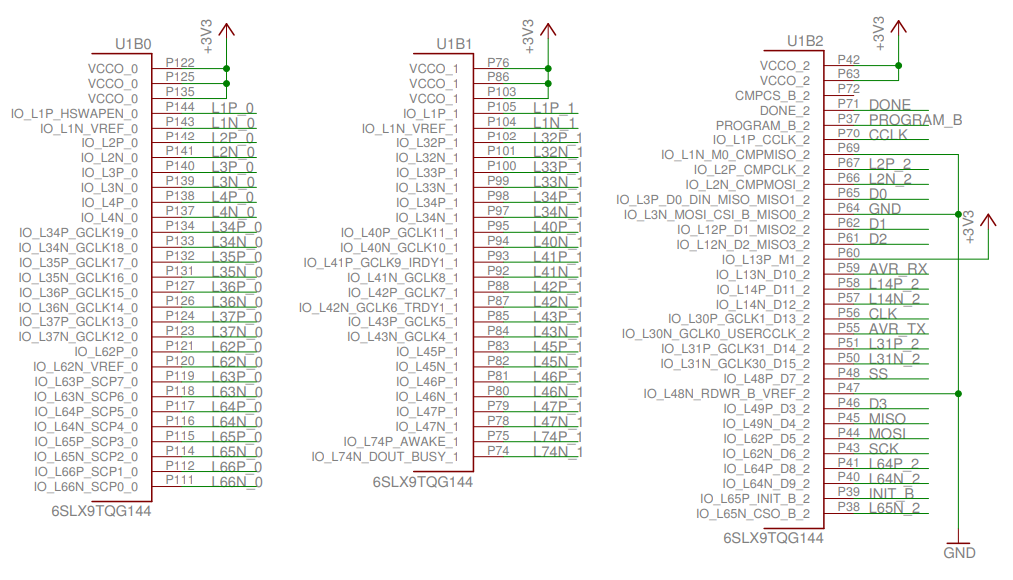 U1B0
+3V3
VCCO_0 P122
VCCO_0 P125
VCCO_0 P135
IO_L1P_HSWAPEN_0 P144 L1P_0
IO_L1N_VREF_0 P143 L1N_0
IO_L2P_0 P142 L2P_0
IO_L2N_0 P141 L2N_0
IO_L3P_0 P140 L3P_0
IO_L3N_0 P139 L3N_0
IO_L4P_0 P138 L4P_0
IO_L4N_0 P137 L4N_0
IO_L34P_GCLK19_0 P134 L34P_0
IO_L34N_GCLK18_0 P133 L34N_0
IO_L35P_GCLK17_0 P132 L35P_0
IO_L35N_GCLK16_0 P131 L35N_0
IO_L36P_GCLK15_0 P127 L36P_0
IO_L36N_GCLK14_0 P126 L36N_0
IO_L37P_GCLK13_0 P124 L37P_0
IO_L37N_GCLK12_0 P123 L37N_0
IO_L62P_0 P121 L62P_0
IO_L62N_VREF_0 P120 L62N_0
IO_L63P_SCP7_0 P119 L63P_0
IO_L63N_SCP6_0 P118 L63N_0
IO_L64P_SCP5_0 P117 L64P_0
IO_L64N_SCP4_0 P116 L64N_0
IO_L65P_SCP3_0 P115 L65P_0
IO_L65N_SCP2_0 P114 L65N_0
IO_L66P_SCP1_0 P112 L66P_0
IO_L66N_SCP0_0 P111 L66N_0
6SLX9TQG144
U1B1
+3V3
VCCO_1 P76
VCCO_1 P86
VCCO_1 P103
IO_L1P_1 P105 L1P_1
IO_L1N_VREF_1 P104 L1N_1
IO_L32P_1 P102 L32P_1
IO_L32N_1 P101 L32N_1
IO_L33P_1 P100 L33P_1
IO_L33N_1 P99 L33N_1
IO_L34P_1 P98 L34P_1
IO_L34N_1 P97 L34N_1
IO_L40P_GCLK11_1 P95 L40P_1
IO_L40N_GCLK10_1 P94 L40N_1
IO_L41P_GCLK9_IRDY1_1 P93 L41P_1
IO_L41N_GCLK8_1 P92 L41N_1
IO_L42P_GCLK7_1 P88 L42P_1
IO_L42N_GCLK6_TRDY1_1 P87 L42N_1
IO_L43P_GCLK5_1 P85 L43P_1
IO_L43N_GCLK4_1 P84 L43N_1
IO_L45P_1 P83 L45P_1
IO_L45N_1 P82 L45N_1
IO_L46P_1 P81 L46P_1
IO_L46N_1 P80 L46N_1
IO_L47P_1 P79 L47P_1
IO_L47N_1 P78 L47N_1
IO_L74P_AWAKE_1 P75 L74P_1
IO_L74N_DOUT_BUSY_1 P74 L74N_1
6SLX9TQG144
U1B2
+3V3
VCCO_2 P42
VCCO_2 P63
CMPCS_B_2 P72
DONE_2 P71 DONE
PROGRAM_B_2 P37 PROGRAM_B
IO_L1P_CCLK_2 P70 CCLK
IO_L1N_M0_CMPMISO_2 P69
IO_L2P_CMPCLK_2 P67 L2P_2
IO_L2N_CMPMOSI_2 P66 L2N_2
IO_L3P_D0_DIN_MISO_MISO1_2 P65 D0
IO_L3N_MOSI_CSI_B_MISO0_2 P64 GND
IO_L12P_D1_MISO2_2 P62 D1
IO_L12N_D2_MISO3_2 P61 D2
+3V3
IO_L13P_M1_2 P60
IO_L13N_D10_2 P59 AVR_RX
IO_L14P_D11_2 P58 L14P_2
IO_L14N_D12_2 P57 L14N_2
IO_L30P_GCLK1_D13_2 P56 CLK
IO_L30N_GCLK0_USERCCLK_2 P55 AVR_TX
IO_L31P_GCLK31_D14_2 P51 L31P_2
IO_L31N_GCLK30_D15_2 P50 L31N_2
IO_L48P_D7_2 P48 SS
IO_L48N_RDWR_B_VREF_2 P47
IO_L49P_D3_2 P46 D3
IO_L49N_D4_2 P45 MISO
IO_L62P_D5_2 P44 MOSI
IO_L62N_D6_2 P43 SCK
IO_L64P_D8_2 P41 L64P_2
IO_L64N_D9_2 P40 L64N_2
IO_L65P_INIT_B_2 P39 INIT_B
IO_L65N_CSO_B_2 P38 L65N_2
6SLX9TQG144
GND